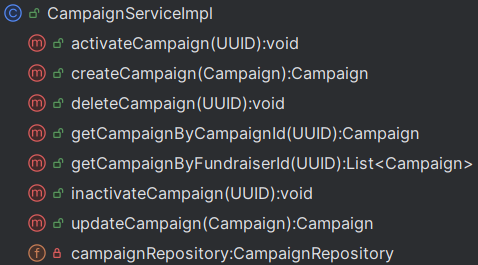 CampaignServiceImpl
activateCampaign(UUID):void
createCampaign(Campaign):Campaign
deleteCampaign(UUID):void
getCampaignByCampaignId(UUID):Campaign
getCampaignByFundraiserId(UUID):List<Campaign>
inactivateCampaign(UUID):void
updateCampaign(Campaign):Campaign
campaignRepository:CampaignRepository